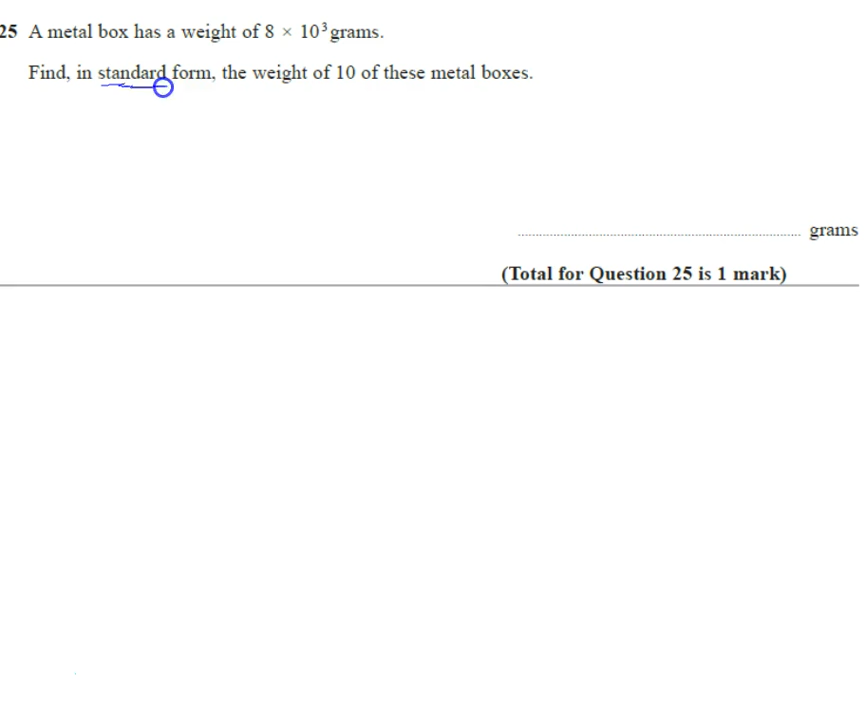 25 A metal box has a weight of 8 × 10³ grams.
Find, in standard form, the weight of 10 of these metal boxes.
grams
(Total for Question 25 is 1 mark)